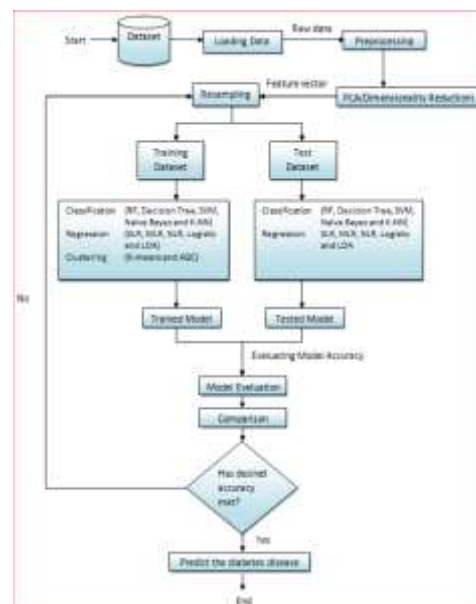 Start
Dataset
Loading Data
Raw data
Preprocessing
Feature vector
Resampling
PCA/Dimensionality Reductions
Training
Dataset
Test
Dataset
Classification (RF, Decision Tree, SVM,
Naive Bayes and K-NN)
Regression (SLR, MLR, NLR, Logistic
and LDA)
Clustering (K-means and
Classification (RF, Decision Tree, SVM,
Naive Bayes and K-NN)
Regression (SLR, MLR, NLR, Logistic
and LDA
No
Trained Model
Tested Model
Evaluating Model Accuracy
Model Evaluation
Comparison
Has desired
accuracy
met?
Yes
Predict the diabetes disease
End